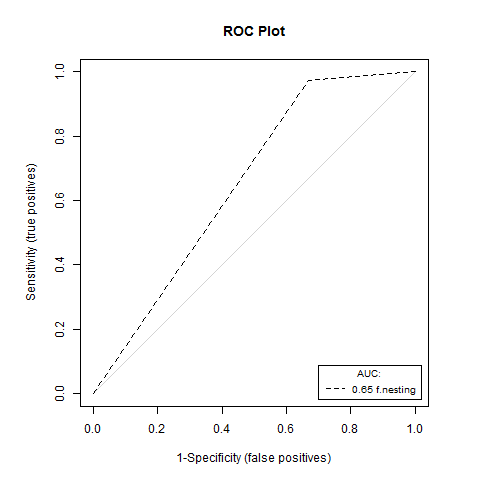 ROC Plot
Sensitivity (true positives)
1.0
0.8
0.6
0.4
0.2
0.0
AUC:
0.65 f.nesting
0.0 0.2 0.4 0.6 0.8 1.0
1-Specificity (false positives)